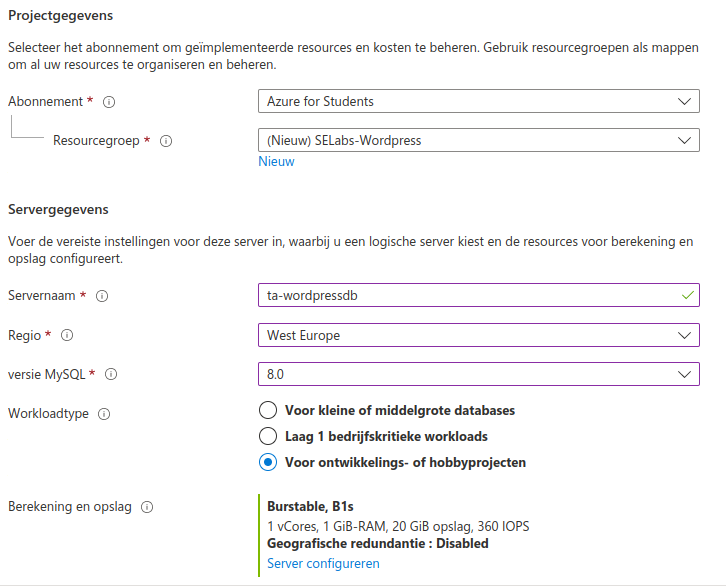 Projectgegevens
Selecteer het abonnement om geïmplementeerde resources en kosten te beheren. Gebruik resourcegroepen als mappen
om al uw resources te organiseren en beheren.
Abonnement * Azure for Students
Resourcegroep * (Nieuw) SELabs-Wordpress
Nieuw
Servergegevens
Voer de vereiste instellingen voor deze server in, waarbij u een logische server kiest en de resources voor berekening en
opslag configureert.
Servernaam * ta-wordpressdb
Regio * West Europe
versie MySQL * 8.0
Workloadtype Voor kleine of middelgrote databases
Laag 1 bedrijfskritieke workloads
Voor ontwikkelings- of hobbyprojecten
Berekening en opslag Burstable, B1s
1 vCores, 1 GiB-RAM, 20 GiB opslag, 360 IOPS
Geografische redundantie : Disabled
Server configureren